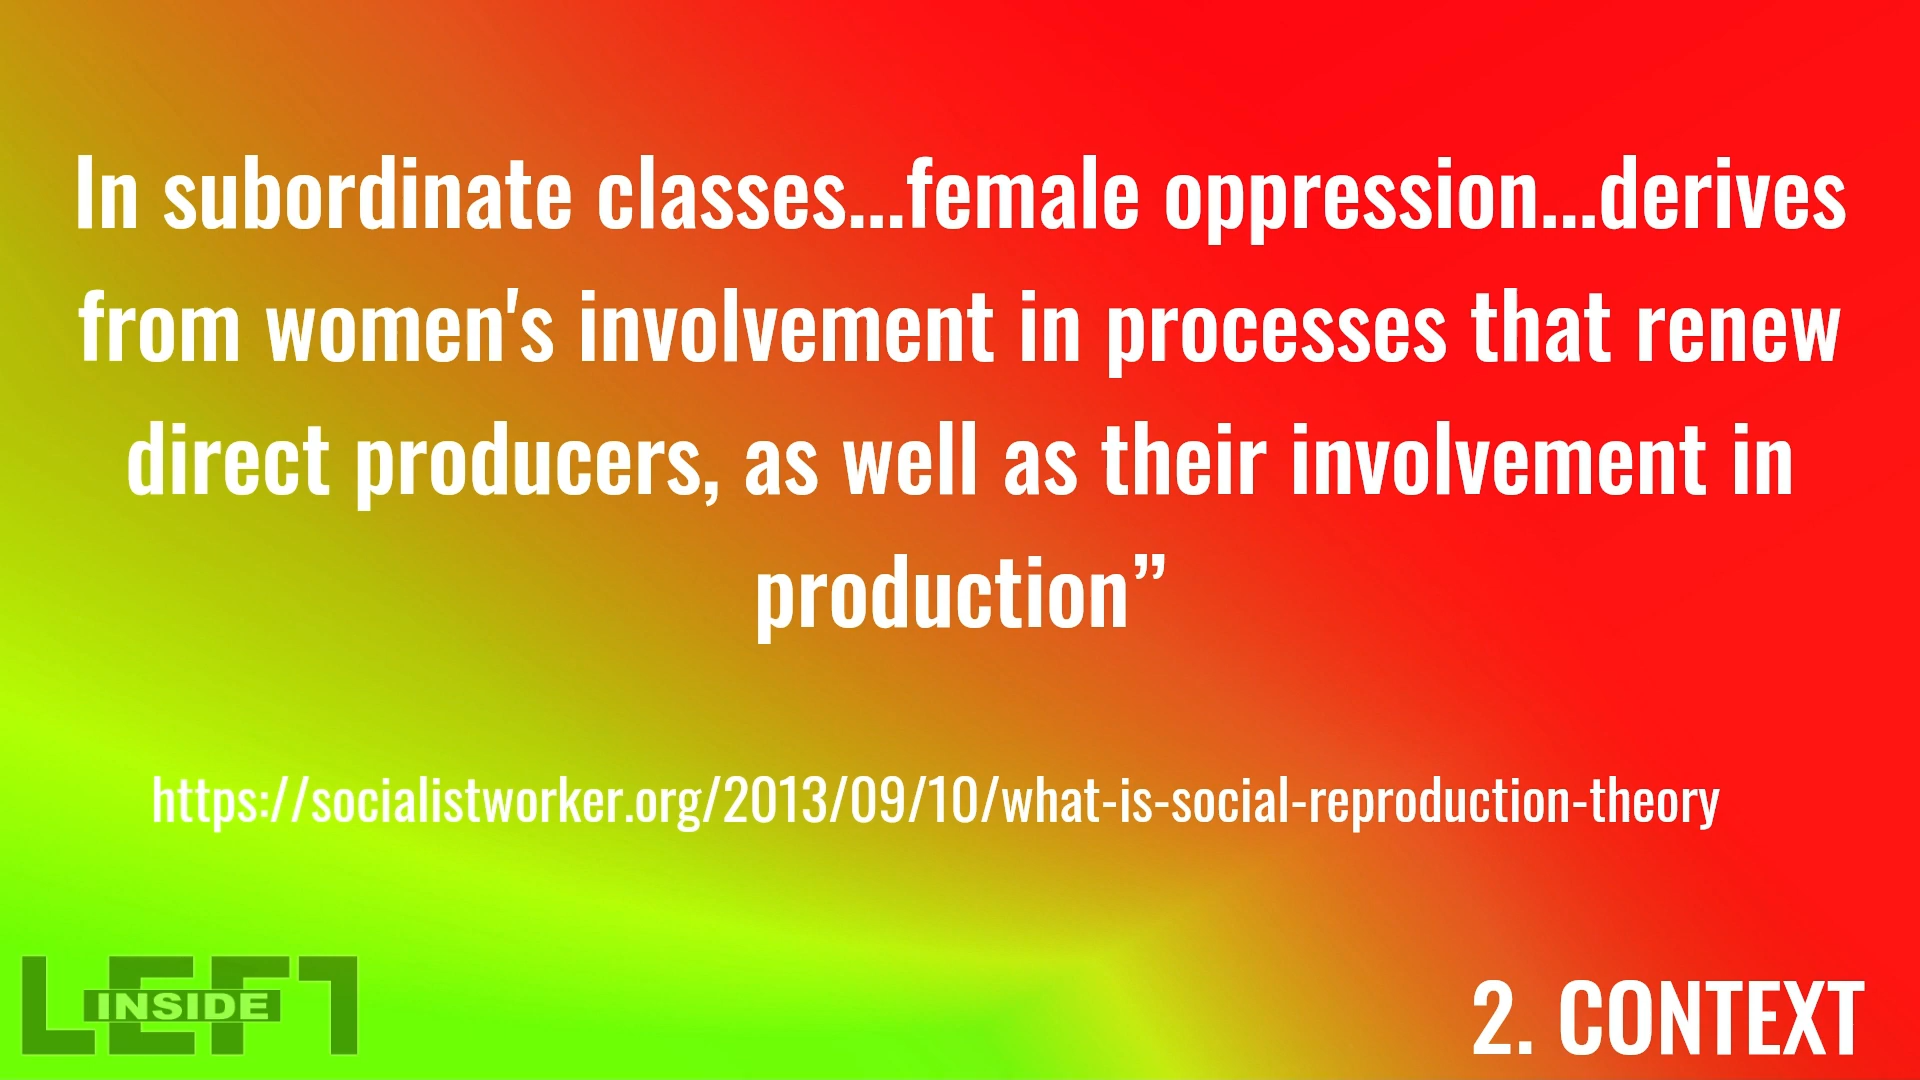 In subordinate classes...female oppression...derives
from women's involvement in processes that renew
direct producers, as well as their involvement in
production”
https://socialistworker.org/2013/09/10/what-is-social-reproduction-theory
LEFT
INSIDE
2. CONTEXT